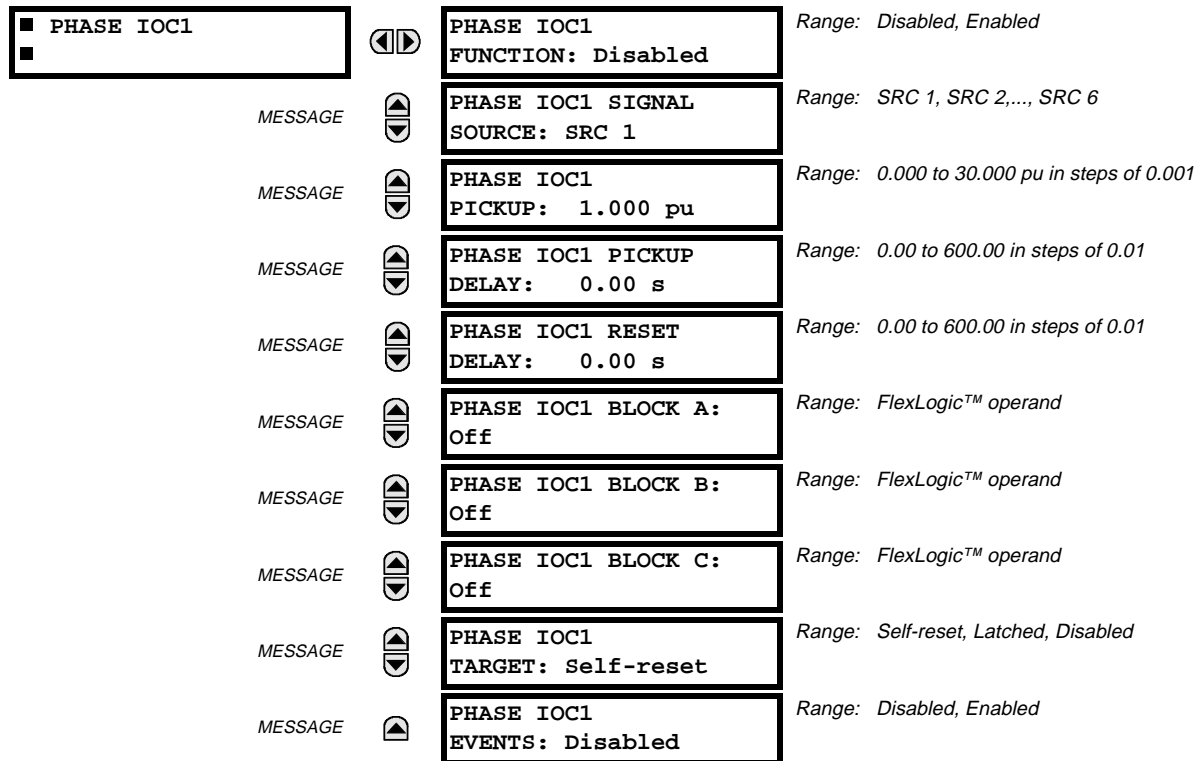 ■ PHASE IOC1
■
PHASE IOC1
FUNCTION: Disabled
Range: Disabled, Enabled
MESSAGE
PHASE IOC1 SIGNAL
SOURCE: SRC 1
Range: SRC 1, SRC 2,..., SRC 6
MESSAGE
PHASE IOC1
PICKUP: 1.000 pu
Range: 0.000 to 30.000 pu in steps of 0.001
MESSAGE
PHASE IOC1 PICKUP
DELAY: 0.00 s
Range: 0.00 to 600.00 in steps of 0.01
MESSAGE
PHASE IOC1 RESET
DELAY: 0.00 s
Range: 0.00 to 600.00 in steps of 0.01
MESSAGE
PHASE IOC1 BLOCK A:
Off
Range: FlexLogic™ operand
MESSAGE
PHASE IOC1 BLOCK B:
Off
Range: FlexLogic™ operand
MESSAGE
PHASE IOC1 BLOCK C:
Off
Range: FlexLogic™ operand
MESSAGE
PHASE IOC1
TARGET: Self-reset
Range: Self-reset, Latched, Disabled
MESSAGE
PHASE IOC1
EVENTS: Disabled
Range: Disabled, Enabled